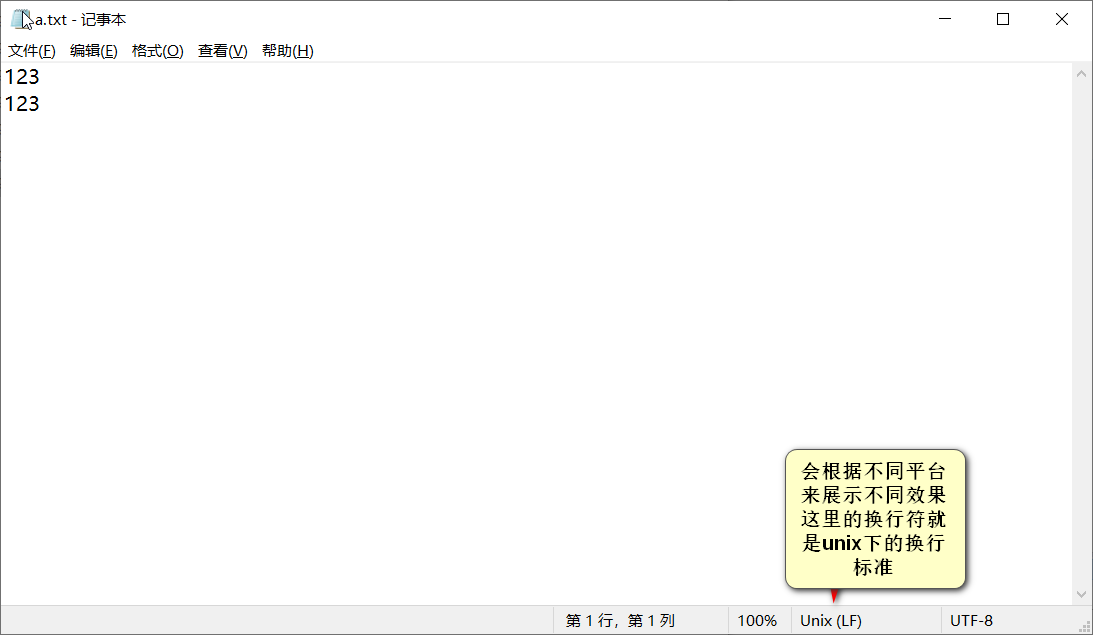 a.txt - 记事本
文件(F) 编辑(E) 格式(O) 查看(V) 帮助(H)
123
123
会根据不同平台
来展示不同效果
这里的换行符就
是unix下的换行
标准
第 1 行，第 1 列 100% Unix (LF) UTF-8